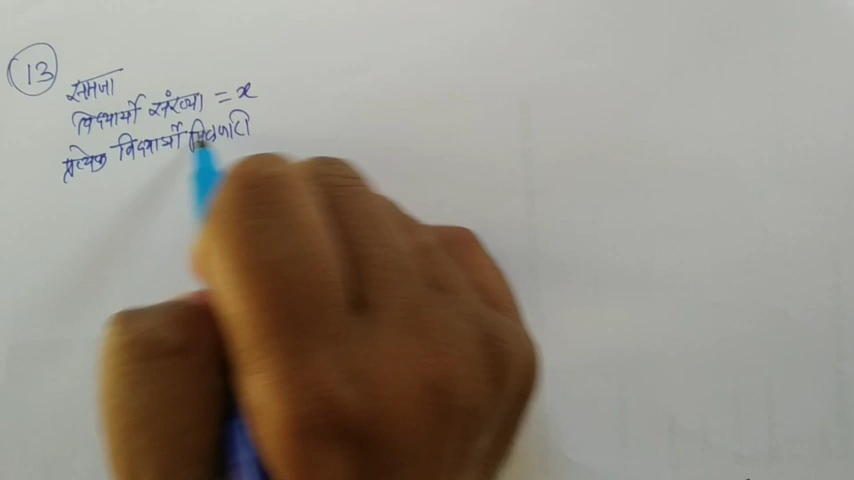 13
समजा
विद्यार्थी संख्या = x
प्रत्येक विद्यार्थी